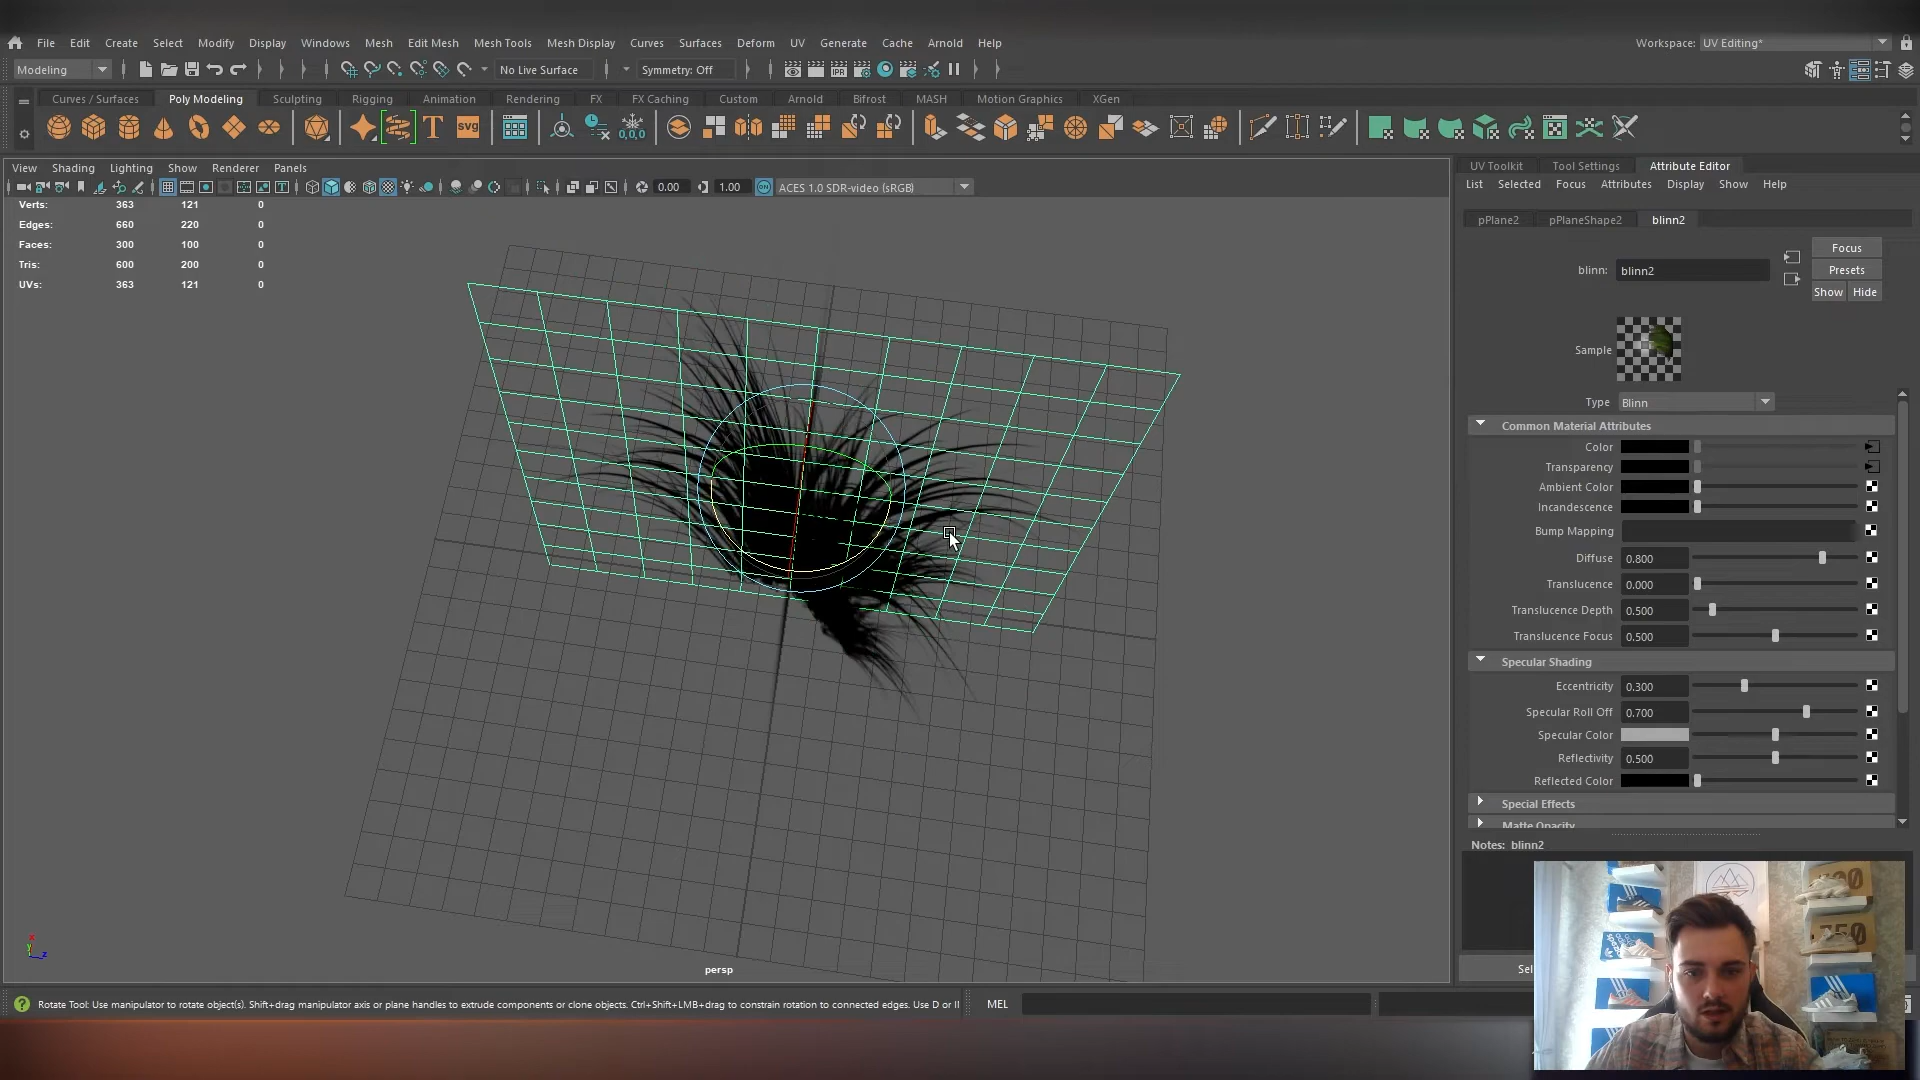 File Edit Create Select Modify Display Windows Mesh Edit Mesh Mesh Tools Mesh Display Curves Surfaces Deform UV Generate Cache Arnold Help
Workspace: UV Editing*
Modeling
No Live Surface
Symmetry: Off
Curves / Surfaces Poly Modeling Sculpting Rigging Animation Rendering FX FX Caching Custom Arnold Bifrost MASH Motion Graphics XGen
View Shading Lighting Show Renderer Panels
0.00 1.00 ACES 1.0 SDR-video (sRGB)
Verts: 363 121 0
Edges: 660 220 0
Faces: 300 100 0
Tris: 600 200 0
UVs: 363 121 0
persp
UV Toolkit Tool Settings Attribute Editor
List Selected Focus Attributes Display Show Help
pPlane2 pPlaneShape2 blinn2
Focus
blinn: blinn2
Presets
Show Hide
Sample
Type Blinn
Common Material Attributes
Color
Transparency
Ambient Color
Incandescence
Bump Mapping
Diffuse 0.800
Translucence 0.000
Translucence Depth 0.500
Translucence Focus 0.500
Specular Shading
Eccentricity 0.300
Specular Roll Off 0.700
Specular Color
Reflectivity 0.500
Reflected Color
Special Effects
Matte Opacity
Notes: blinn2
Sel
Rotate Tool: Use manipulator to rotate object(s). Shift+drag manipulator axis or plane handles to extrude components or clone objects. Ctrl+Shift+LMB+drag to constrain rotation to connected edges. Use D or I
MEL